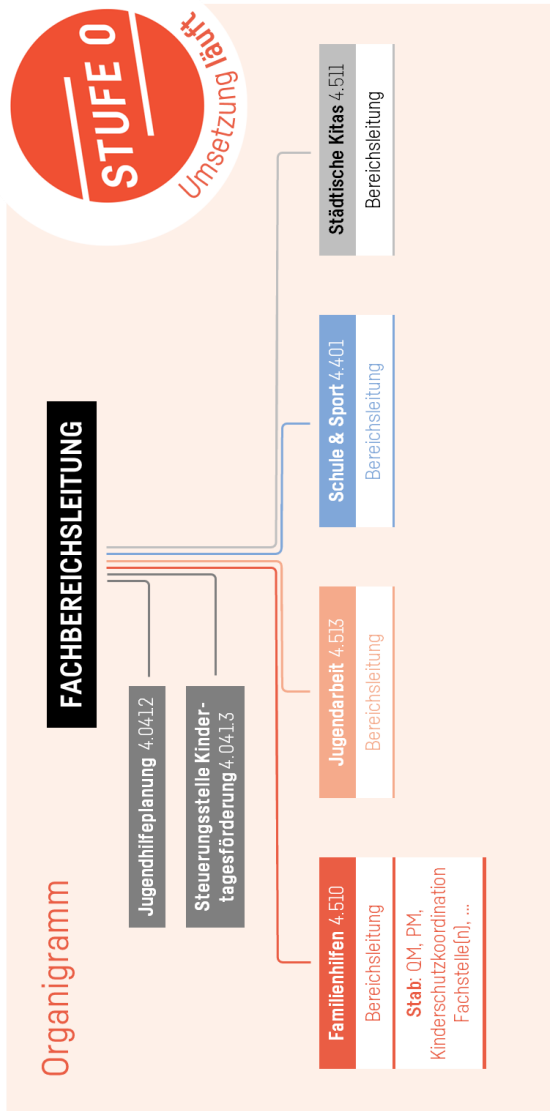 Organigramm
STUFE 0
Umsetzung läuft
FACHBEREICHSLEITUNG
Jugendhilfeplanung 4.0412
Steuerungsstelle Kinder-
tagesförderung 4.041.3
Familienhilfen 4.510
Bereichsleitung
Stab: QM, PM,
Kinderschutzkoordination
Fachstelle(n), ...
Jugendarbeit 4.513
Bereichsleitung
Schule & Sport 4.401
Bereichsleitung
Städtische Kitas 4.511
Bereichsleitung